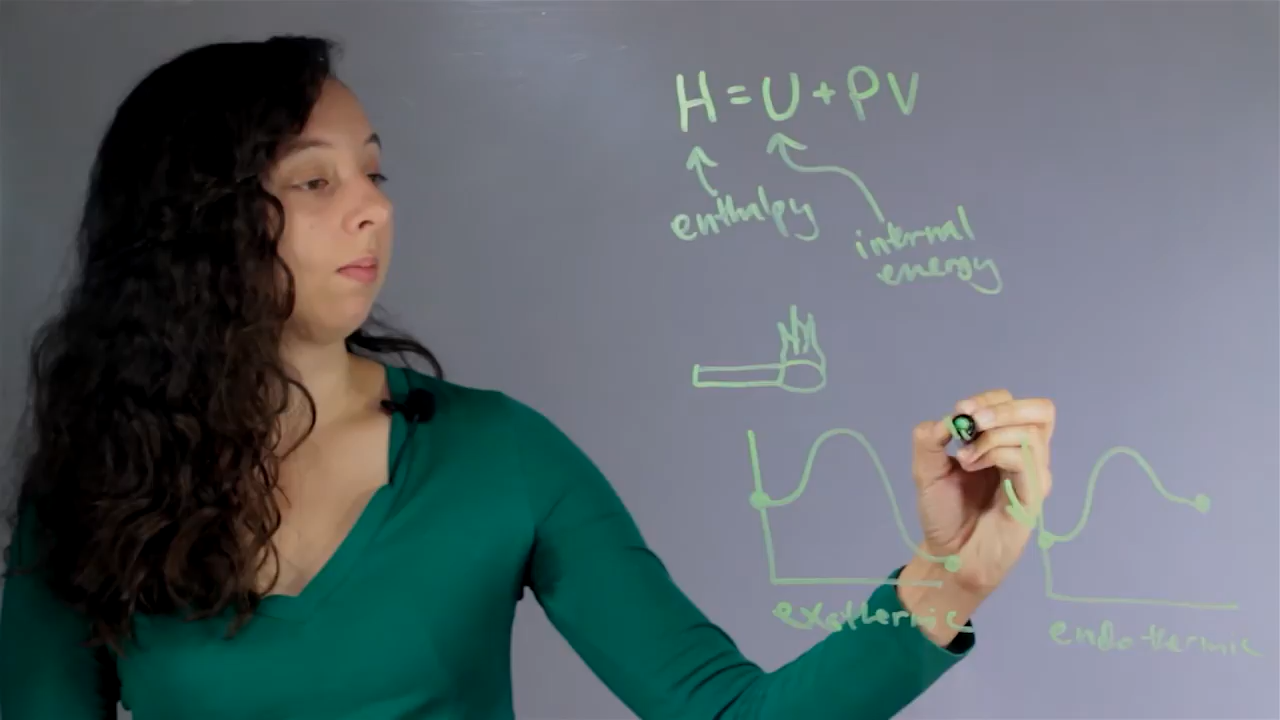 H = U + PV
enthalpy
internal
energy
exothermic
endothermic